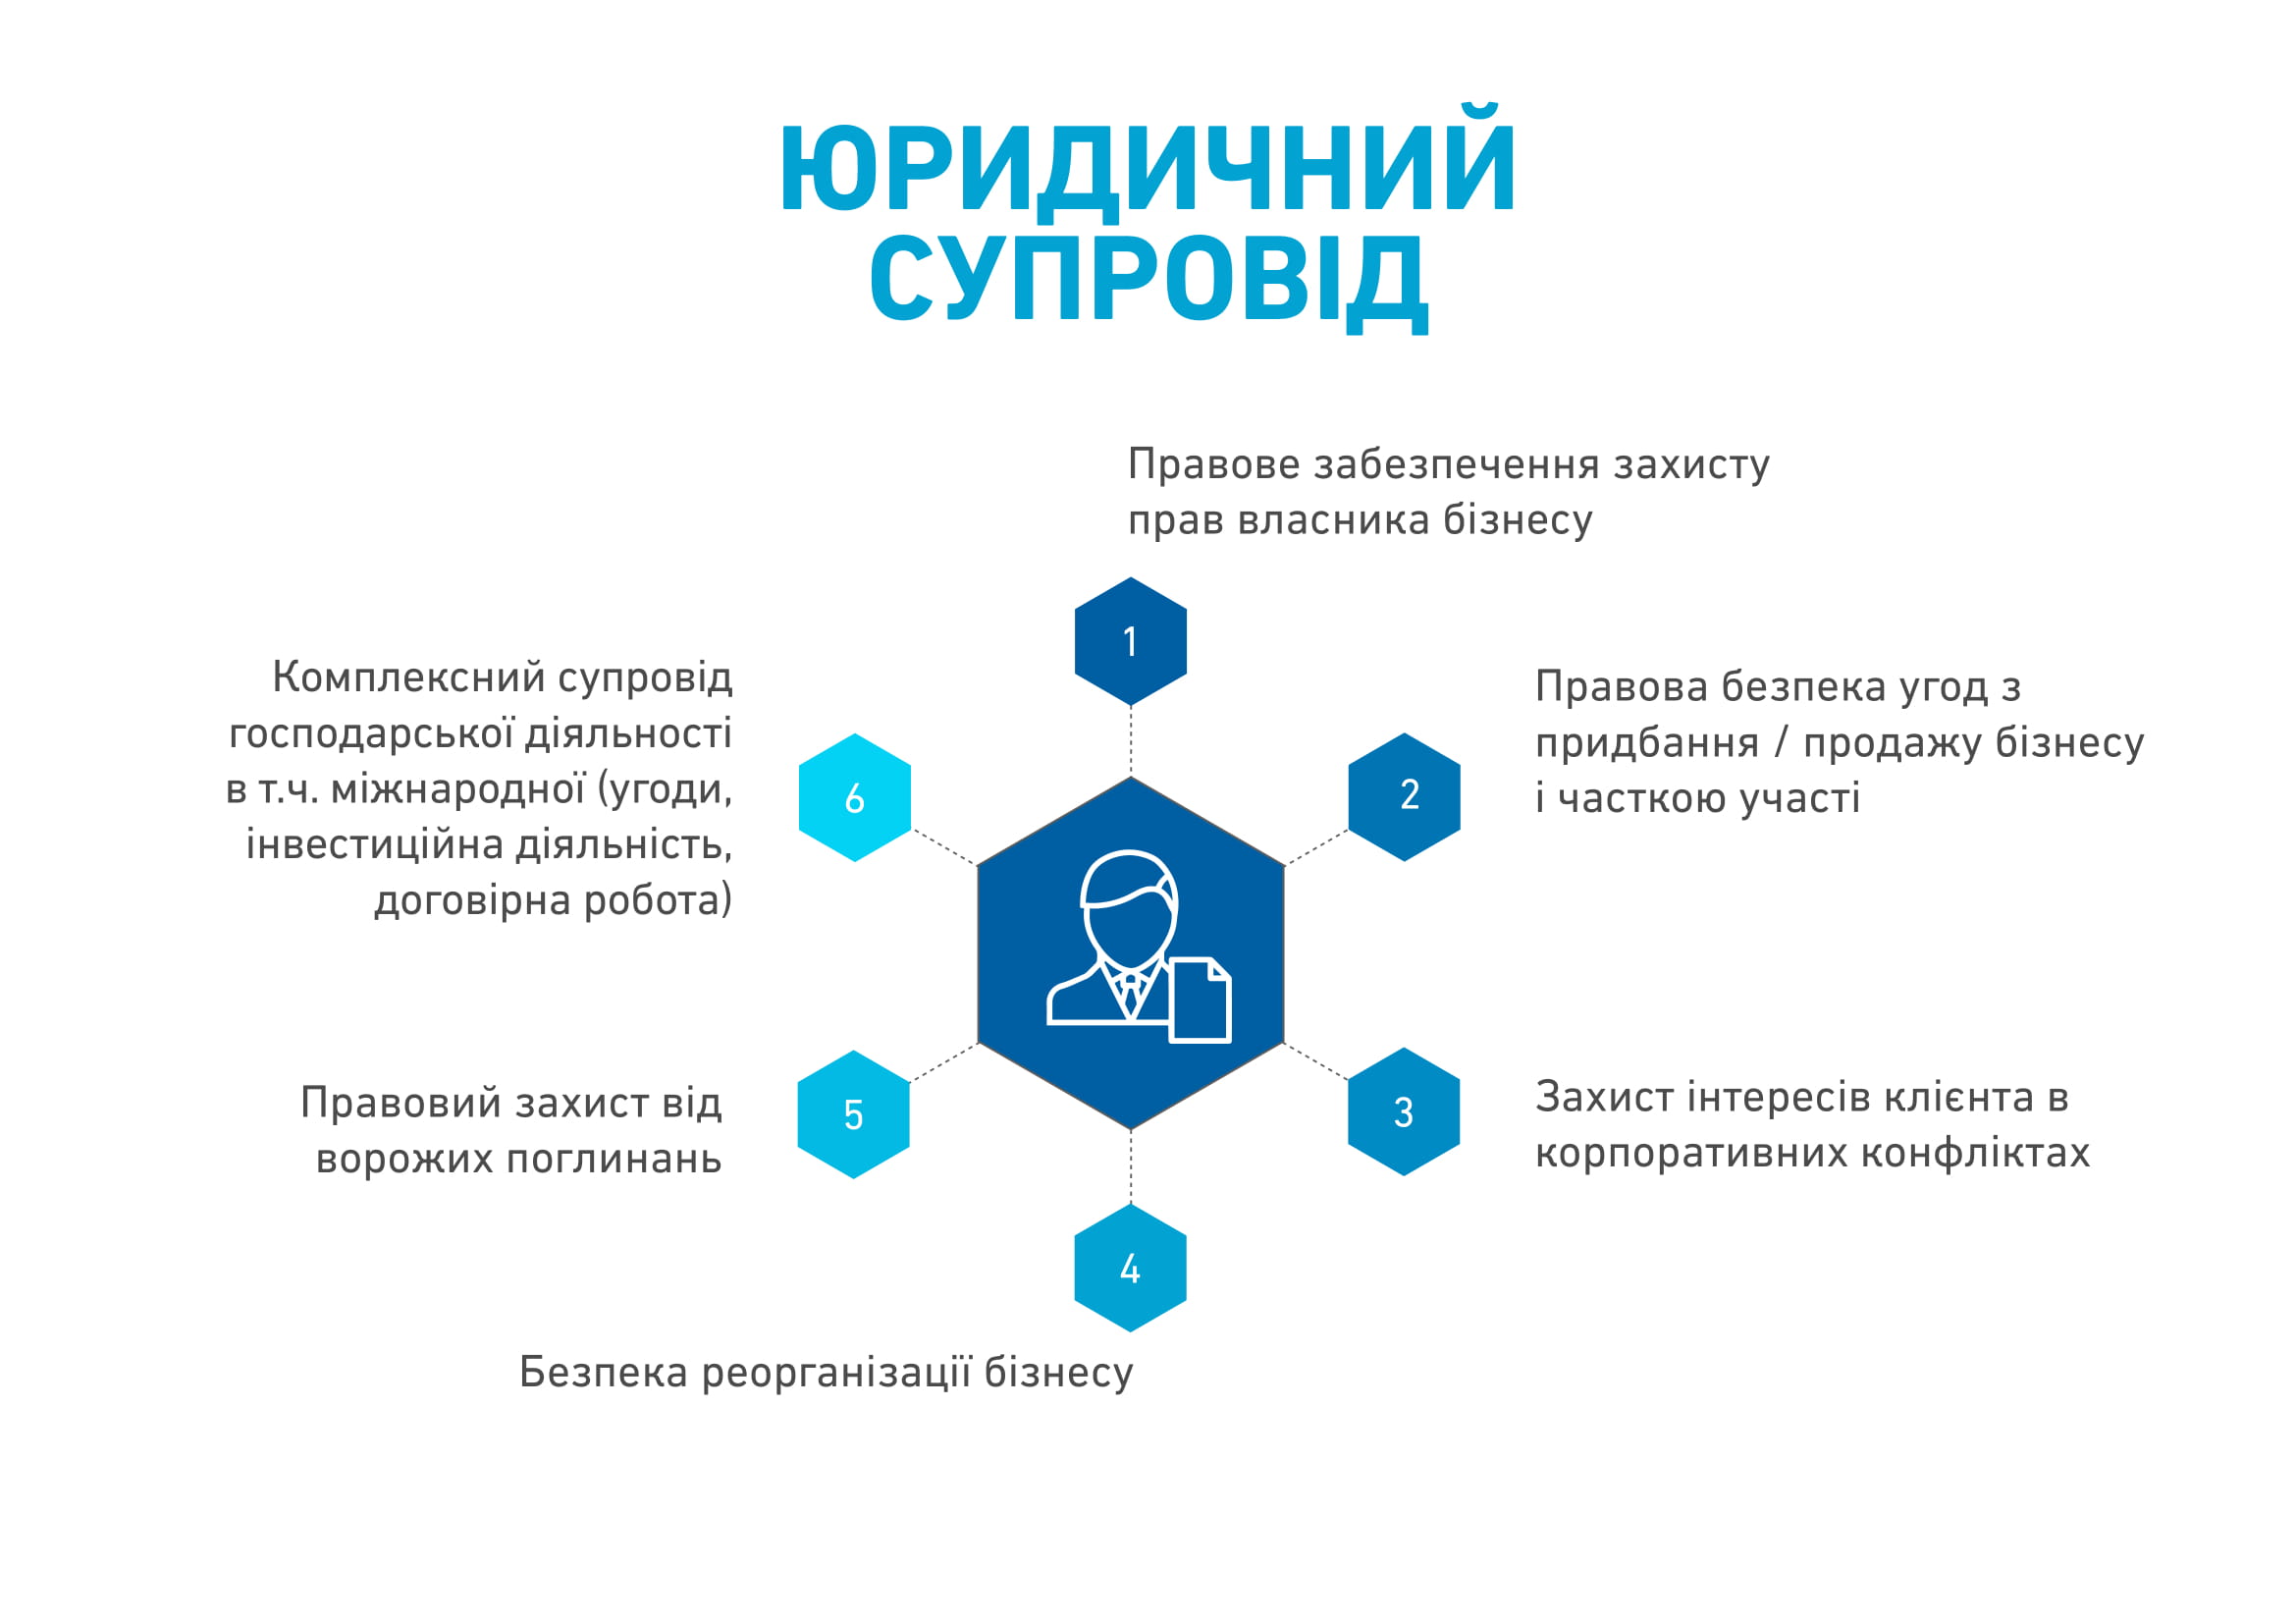 ЮРИДИЧНИЙ
СУПРОВІД
Правове забезпечення захисту
прав власника бізнесу
1
Правова безпека угод з
придбання / продажу бізнесу
і часткою участі
2
Захист інтересів клієнта в
корпоративних конфліктах
3
4
Безпека реорганізації бізнесу
Правовий захист від
ворожих поглинань
5
Комплексний супровід
господарської діяльності
в т.ч. міжнародної (угоди,
інвестиційна діяльність,
договірна робота)
6